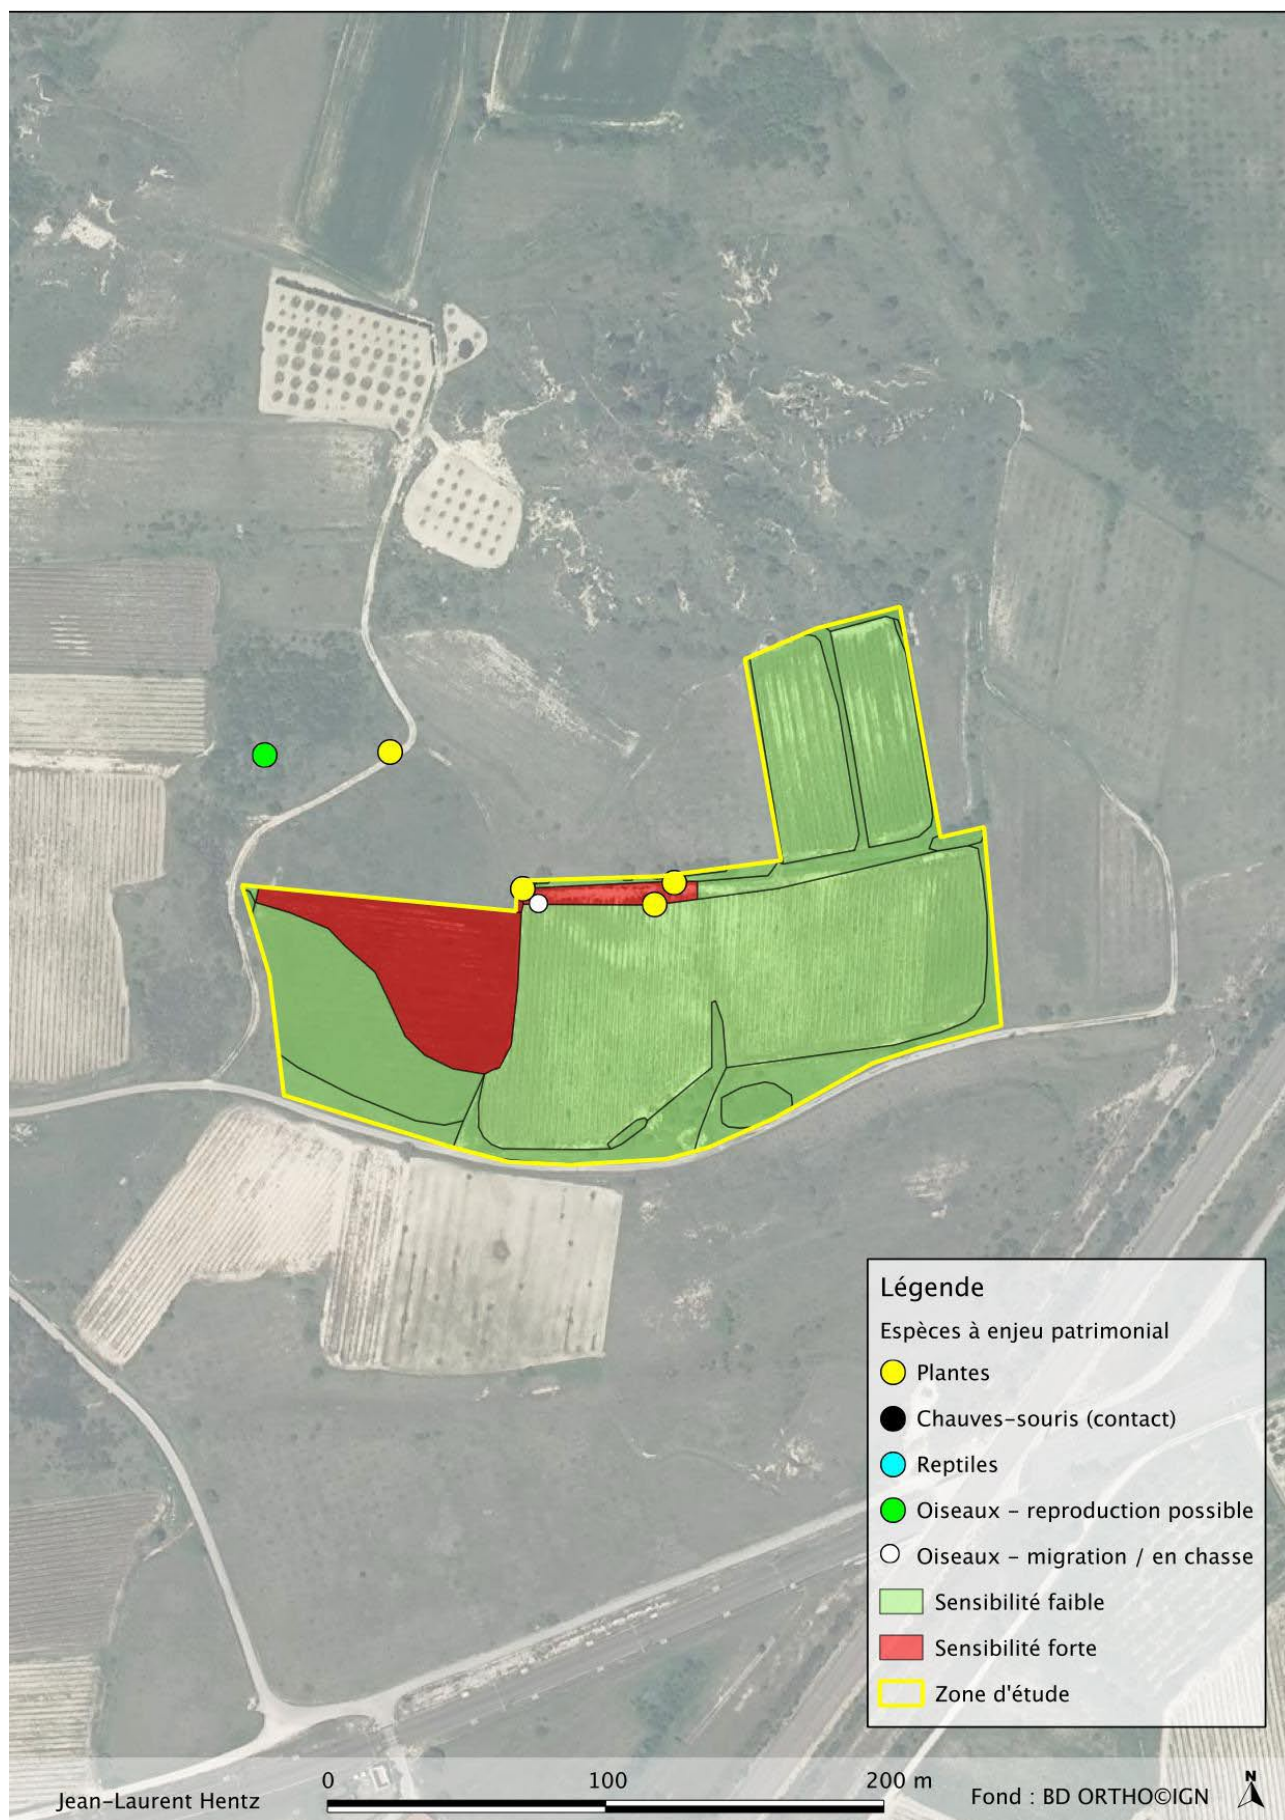 Légende
Espèces à enjeu patrimonial
Plantes
Chauves-souris (contact)
Reptiles
Oiseaux - reproduction possible
Oiseaux - migration / en chasse
Sensibilité faible
Sensibilité forte
Zone d'étude
Jean-Laurent Hentz
0 100 200 m
Fond : BD ORTHO©IGN
N